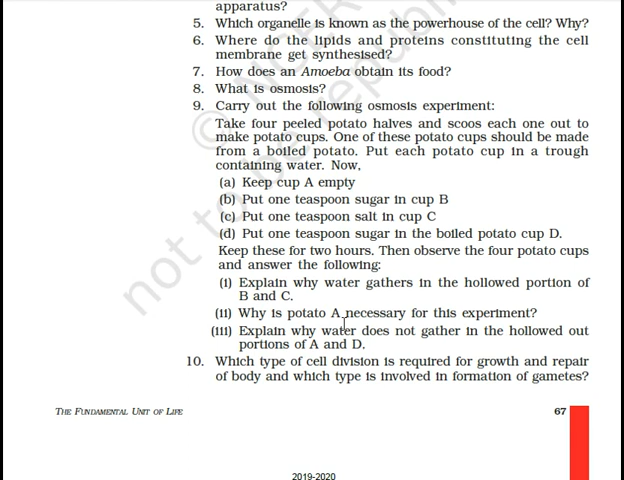 apparatus?
5. Which organelle is known as the powerhouse of the cell? Why?
6. Where do the lipids and proteins constituting the cell
membrane get synthesised?
7. How does an Amoeba obtain its food?
8. What is osmosis?
9. Carry out the following osmosis experiment:
Take four peeled potato halves and scoos each one out to
make potato cups. One of these potato cups should be made
from a boiled potato. Put each potato cup in a trough
containing water. Now,
(a) Keep cup A empty
(b) Put one teaspoon sugar in cup B
(c) Put one teaspoon salt in cup C
(d) Put one teaspoon sugar in the boiled potato cup D.
Keep these for two hours. Then observe the four potato cups
and answer the following:
(i) Explain why water gathers in the hollowed portion of
B and C.
(ii) Why is potato A necessary for this experiment?
(iii) Explain why water does not gather in the hollowed out
portions of A and D.
10. Which type of cell division is required for growth and repair
of body and which type is involved in formation of gametes?
THE FUNDAMENTAL UNIT OF LIFE 67
2019-2020
© NCER
not to be republi